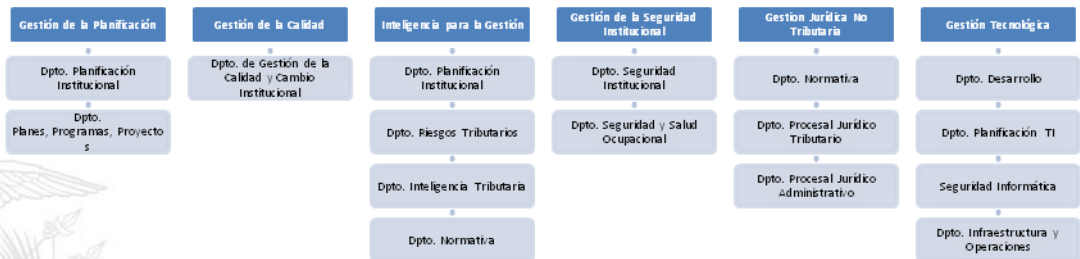 Gestión de la Planificación
Dpto. Planificación
Institucional
Dpto.
Planes, Programas, Proyecto
s
Gestión de la Calidad
Dpto. de Gestión de la
Calidad y Cambio
Institucional
Inteligencia para la Gestión
Dpto. Planificación
Institucional
Dpto. Riesgos Tributarios
Dpto. Inteligencia Tributaria
Dpto. Normativa
Gestión de la Seguridad
Institucional
Dpto. Seguridad
Institucional
Dpto. Seguridad y Salud
Ocupacional
Gestion Jurídica No
Tributaria
Dpto. Normativa
Dpto. Procesal Jurídico
Tributario
Dpto. Procesal Jurídico
Administrativo
Gestión Tecnológica
Dpto. Desarrollo
Dpto. Planificación TI
Seguridad Informática
Dpto. Infraestructura y
Operaciones